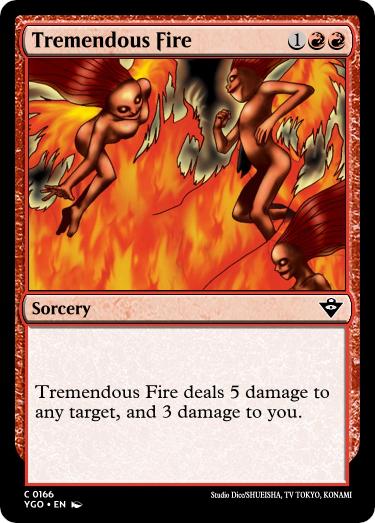 Tremendous Fire 1
Sorcery
Tremendous Fire deals 5 damage to
any target, and 3 damage to you.
C 0166
YGO • EN
Studio Dice/SHUEISHA, TV TOKYO, KONAMI